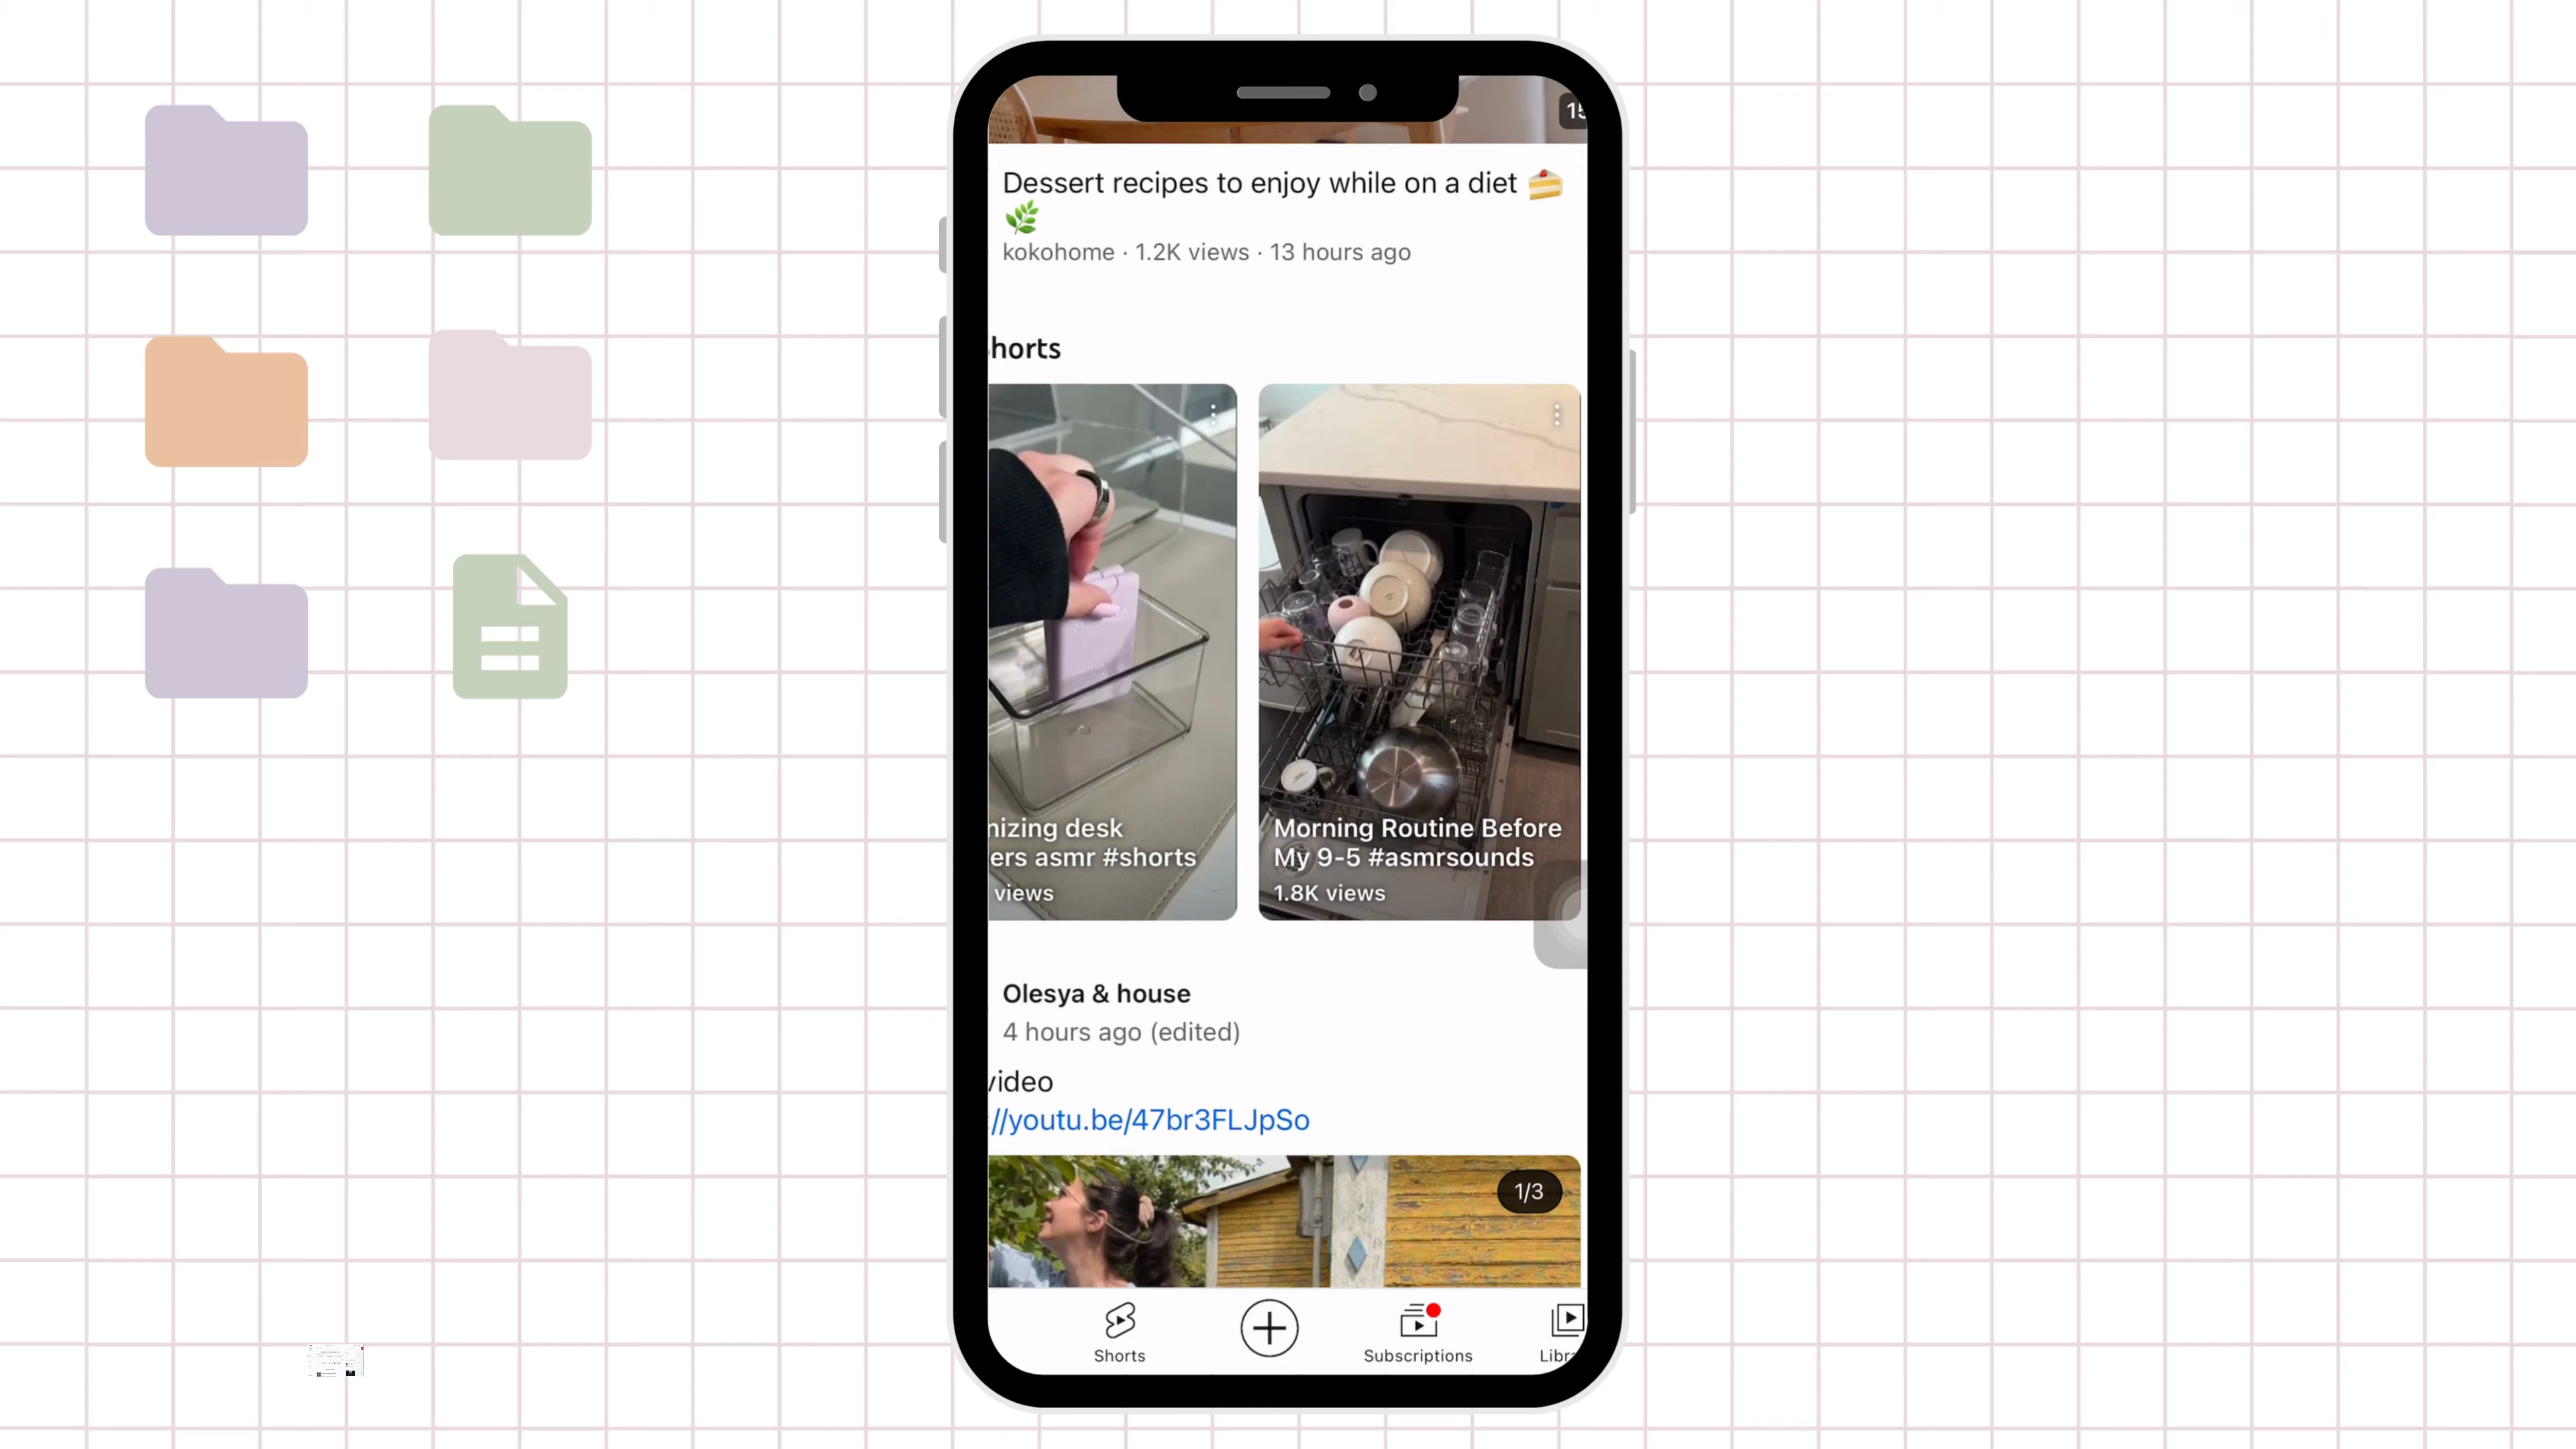 15
Dessert recipes to enjoy while on a diet 🍰
🌿
kokohome · 1.2K views · 13 hours ago
horts
nizing desk
ers asmr #shorts
views
Morning Routine Before
My 9-5 #asmrsounds
1.8K views
Olesya & house
4 hours ago (edited)
video
://youtu.be/47br3FLJpSo
1/3
Shorts
Subscriptions
Libr